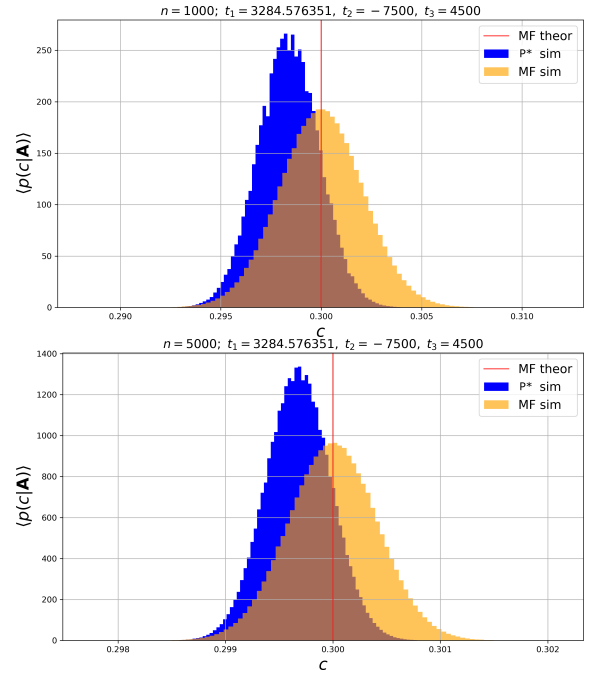 n = 1000; t₁ = 3284.576351, t₂ = −7500, t₃ = 4500
⟨p(c|A)⟩
250
200
150
100
50
0
MF theor
P* sim
MF sim
0.290 0.295 0.300 0.305 0.310
c
n = 5000; t₁ = 3284.576351, t₂ = −7500, t₃ = 4500
⟨p(c|A)⟩
1400
1200
1000
800
600
400
200
0
MF theor
P* sim
MF sim
0.298 0.299 0.300 0.301 0.302
c